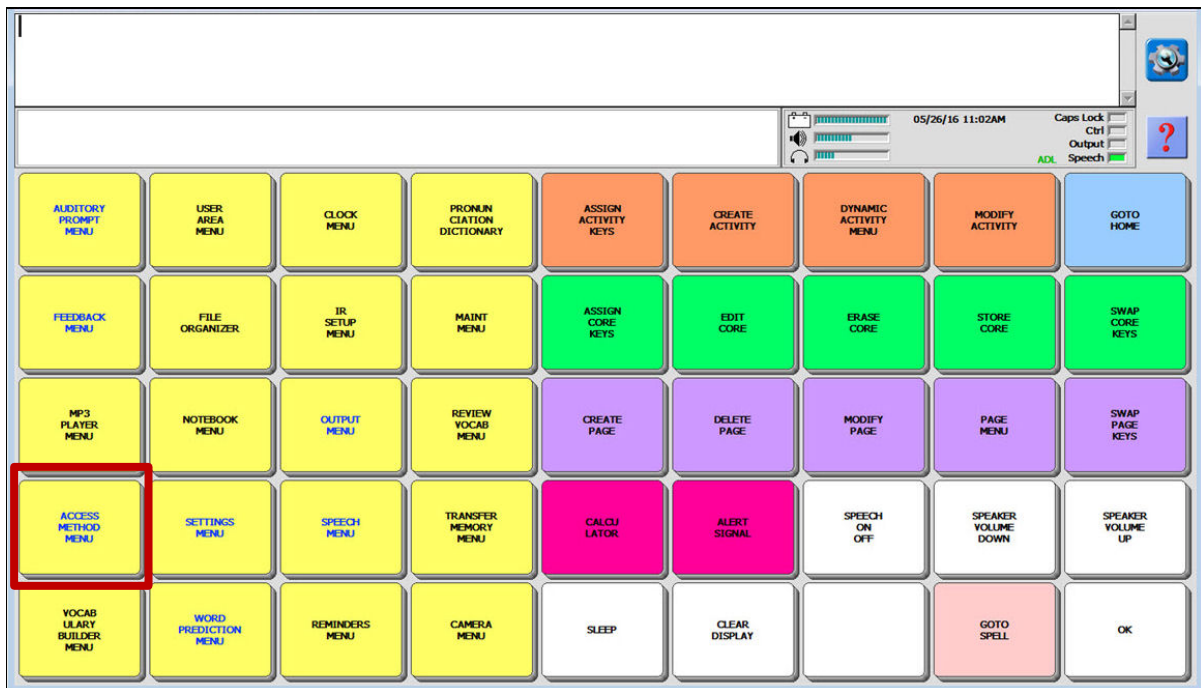 05/26/16 11:02AM
Caps Lock
Ctrl
Output
ADL Speech
?
AUDITORY
PROMPT
MENU
USER
AREA
MENU
CLOCK
MENU
PRONUN
CIATION
DICTIONARY
ASSIGN
ACTIVITY
KEYS
CREATE
ACTIVITY
DYNAMIC
ACTIVITY
MENU
MODIFY
ACTIVITY
GOTO
HOME
FEEDBACK
MENU
FILE
ORGANIZER
IR
SETUP
MENU
MAINT
MENU
ASSIGN
CORE
KEYS
EDIT
CORE
ERASE
CORE
STORE
CORE
SWAP
CORE
KEYS
MP3
PLAYER
MENU
NOTEBOOK
MENU
OUTPUT
MENU
REVIEW
VOCAB
MENU
CREATE
PAGE
DELETE
PAGE
MODIFY
PAGE
PAGE
MENU
SWAP
PAGE
KEYS
ACCESS
METHOD
MENU
SETTINGS
MENU
SPEECH
MENU
TRANSFER
MEMORY
MENU
CALCU
LATOR
ALERT
SIGNAL
SPEECH
ON
OFF
SPEAKER
VOLUME
DOWN
SPEAKER
VOLUME
UP
VOCAB
ULARY
BUILDER
MENU
WORD
PREDICTION
MENU
REMINDERS
MENU
CAMERA
MENU
SLEEP
CLEAR
DISPLAY
GOTO
SPELL
OK